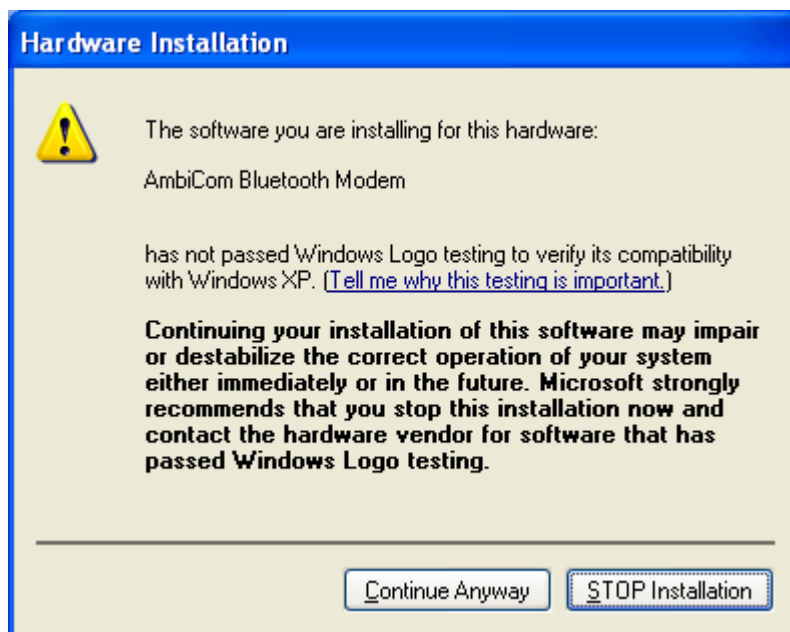 Hardware Installation
The software you are installing for this hardware:
AmbiCom Bluetooth Modem
has not passed Windows Logo testing to verify its compatibility
with Windows XP. (Tell me why this testing is important.)
Continuing your installation of this software may impair
or destabilize the correct operation of your system
either immediately or in the future. Microsoft strongly
recommends that you stop this installation now and
contact the hardware vendor for software that has
passed Windows Logo testing.
Continue Anyway
STOP Installation